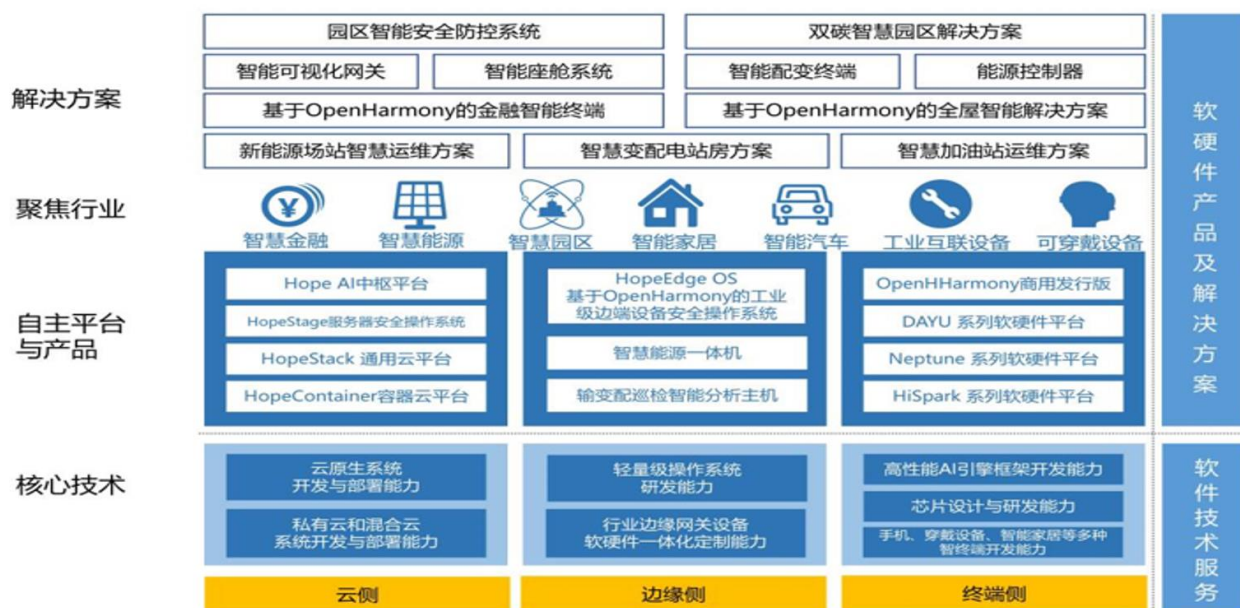 解决方案
园区智能安全防控系统
双碳智慧园区解决方案
智能可视化网关
智能座舱系统
智能配变终端
能源控制器
基于OpenHarmony的金融智能终端
基于OpenHarmony的全屋智能解决方案
新能源场站智慧运维方案
智慧变配电站房方案
智慧加油站运维方案
聚焦行业
智慧金融
智慧能源
智慧园区
智能家居
智能汽车
工业互联设备
可穿戴设备
自主平台
与产品
Hope AI中枢平台
HopeStage服务器安全操作系统
HopeStack 通用云平台
HopeContainer容器云平台
HopeEdge OS
基于OpenHarmony的工业
级边端设备安全操作系统
智慧能源一体机
输变配巡检智能分析主机
OpenHHarmony商用发行版
DAYU 系列软硬件平台
Neptune 系列软硬件平台
HiSpark 系列软硬件平台
软硬件产品及解决方案
核心技术
云原生系统
开发与部署能力
私有云和混合云
系统开发与部署能力
轻量级操作系统
研发能力
行业边缘网关设备
软硬件一体化定制能力
高性能AI引擎框架开发能力
芯片设计与研发能力
手机、穿戴设备、智能家居等多种
智终端开发能力
云侧
边缘侧
终端侧
软件技术服务